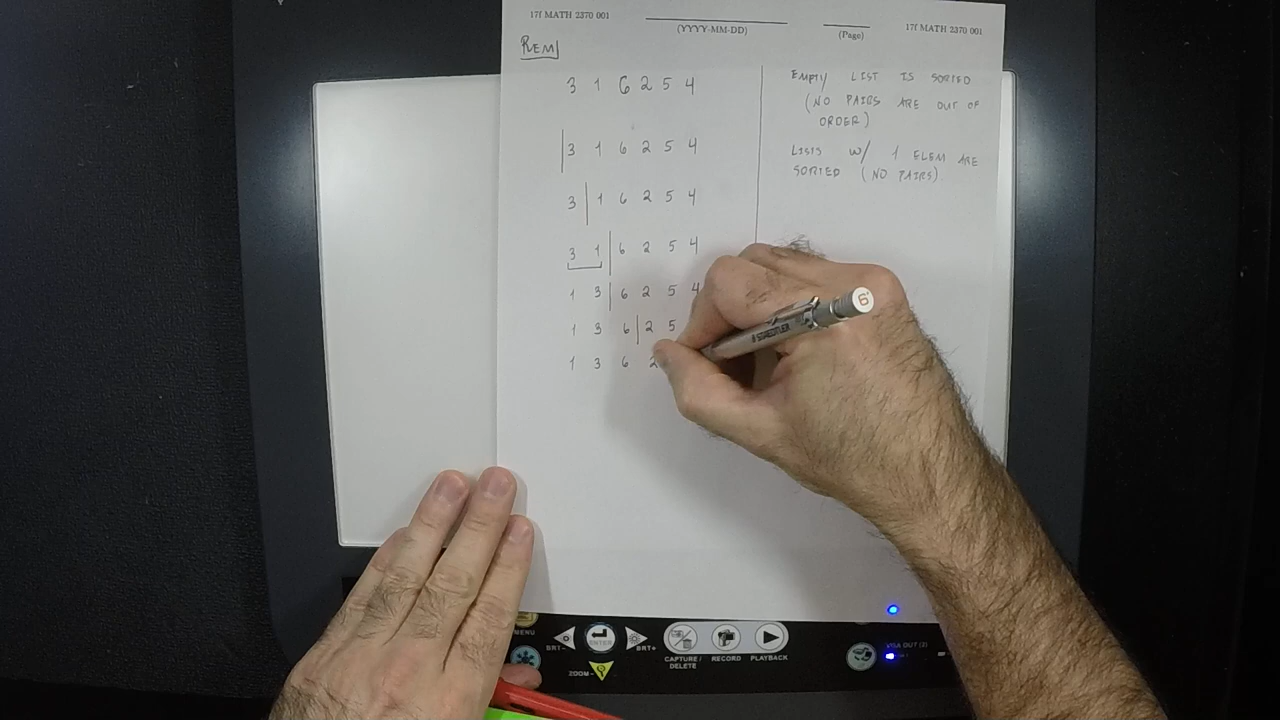 17f MATH 2370 001
(YYYY-MM-DD)
(Page)
17f MATH 2370 001
REM
3 1 6 2 5 4
|3 1 6 2 5 4
3|1 6 2 5 4
3 1|6 2 5 4
1 3|6 2 5 4
1 3 6|2 5
1 3 6 2
EMPTY LIST IS SORTED
(NO PAIRS ARE OUT OF
ORDER)
LISTS W/ 1 ELEM ARE
SORTED (NO PAIRS).
6
STAEDTLER
MENU
BRT-
ENTER
BRT+
ZOOM-
CAPTURE /
DELETE
RECORD
PLAYBACK
VGA OUT (2)